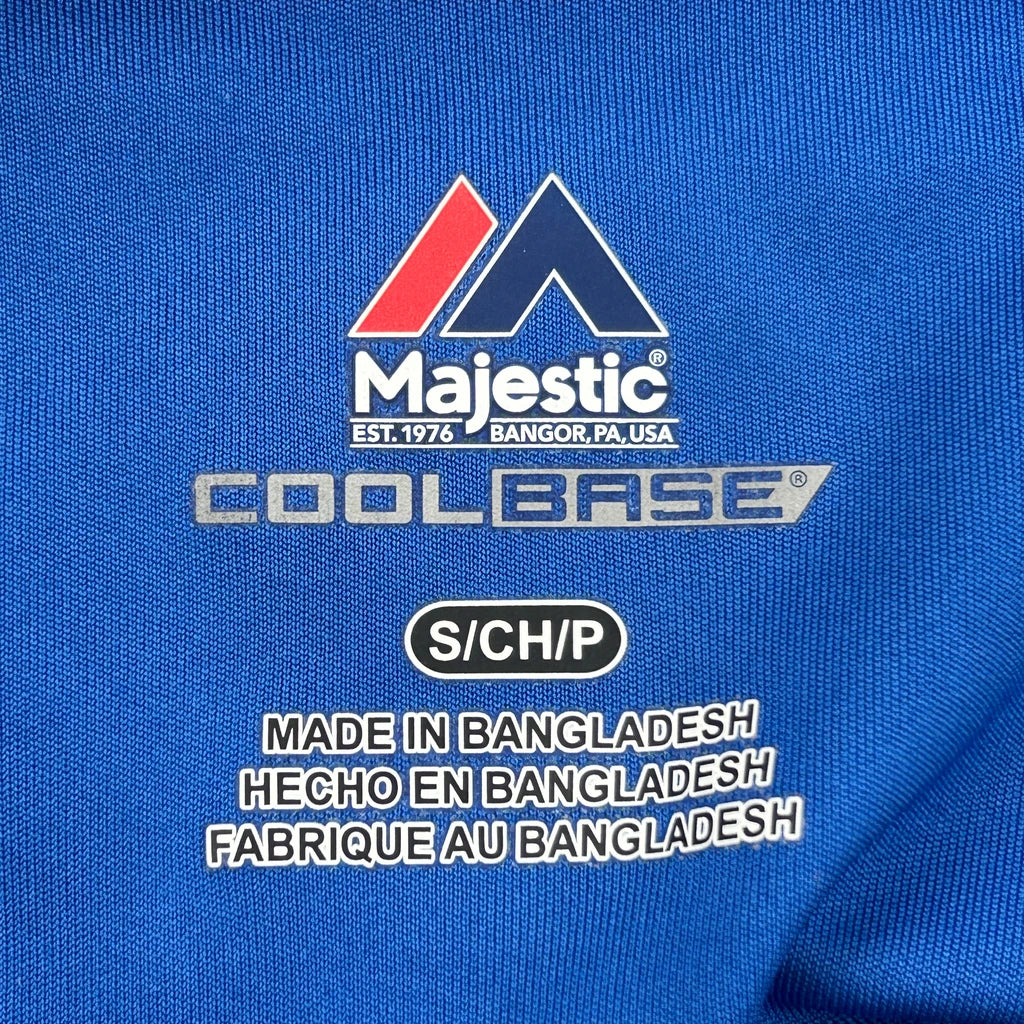 Majestic®
EST. 1976 BANGOR, PA, USA
COOLBASE®
S/CH/P
MADE IN BANGLADESH
HECHO EN BANGLADESH
FABRIQUE AU BANGLADESH